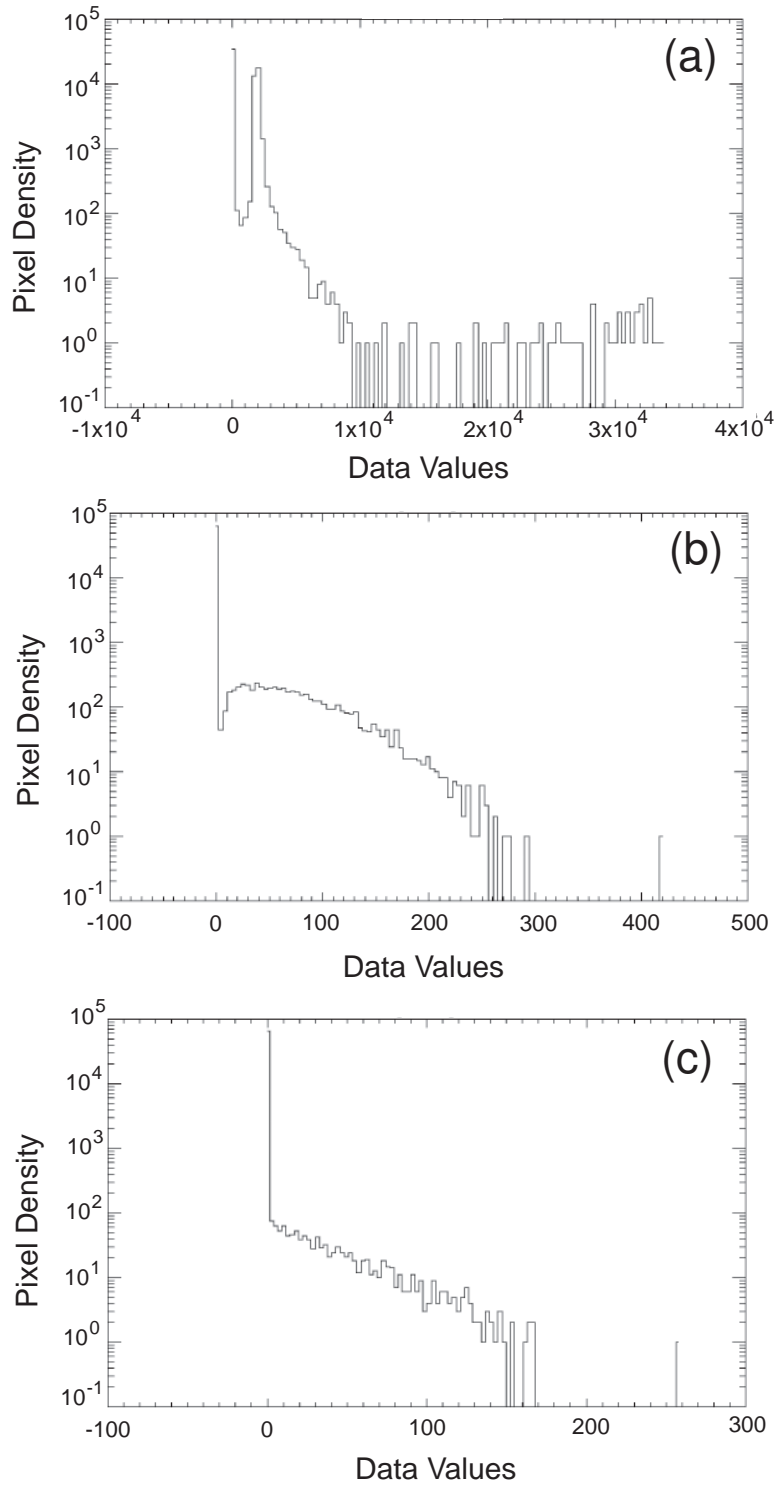 (a)
10^5
10^4
10^3
10^2
10^1
10^0
10^-1
Pixel Density
-1x10^4 0 1x10^4 2x10^4 3x10^4 4x10^4
Data Values
(b)
10^5
10^4
10^3
10^2
10^1
10^0
10^-1
Pixel Density
-100 0 100 200 300 400 500
Data Values
(c)
10^5
10^4
10^3
10^2
10^1
10^0
10^-1
Pixel Density
-100 0 100 200 300
Data Values